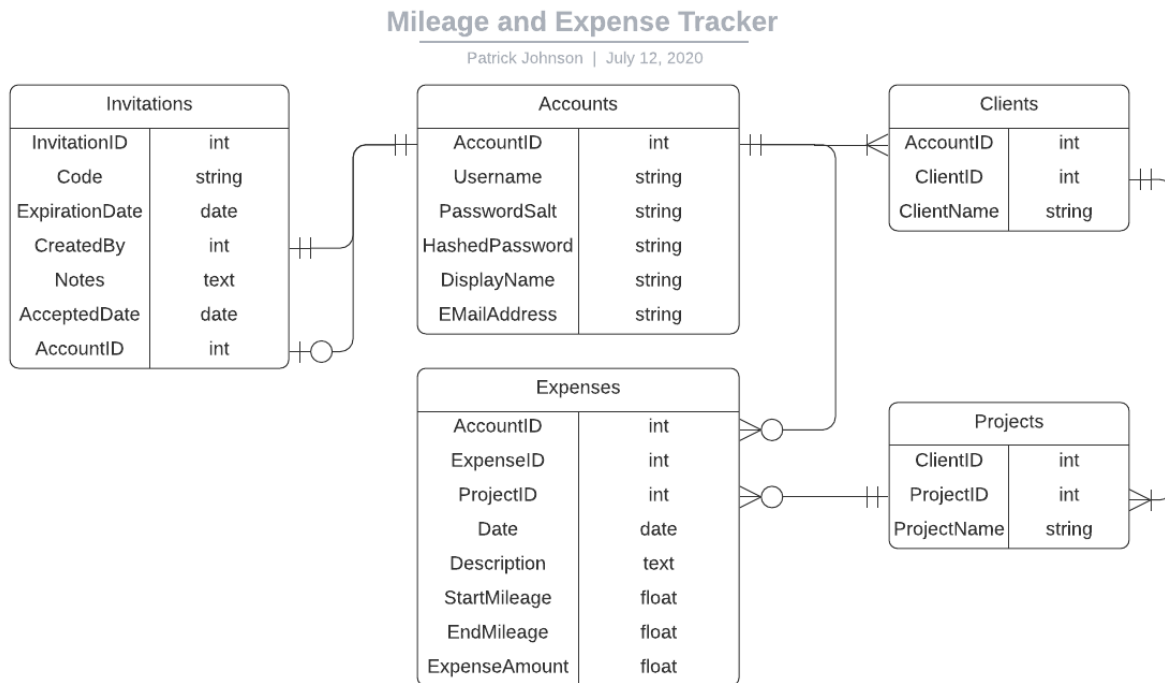 Mileage and Expense Tracker
Patrick Johnson | July 12, 2020
Invitations
InvitationID int
Code string
ExpirationDate date
CreatedBy int
Notes text
AcceptedDate date
AccountID int
Accounts
AccountID int
Username string
PasswordSalt string
HashedPassword string
DisplayName string
EMailAddress string
Clients
AccountID int
ClientID int
ClientName string
Expenses
AccountID int
ExpenseID int
ProjectID int
Date date
Description text
StartMileage float
EndMileage float
ExpenseAmount float
Projects
ClientID int
ProjectID int
ProjectName string